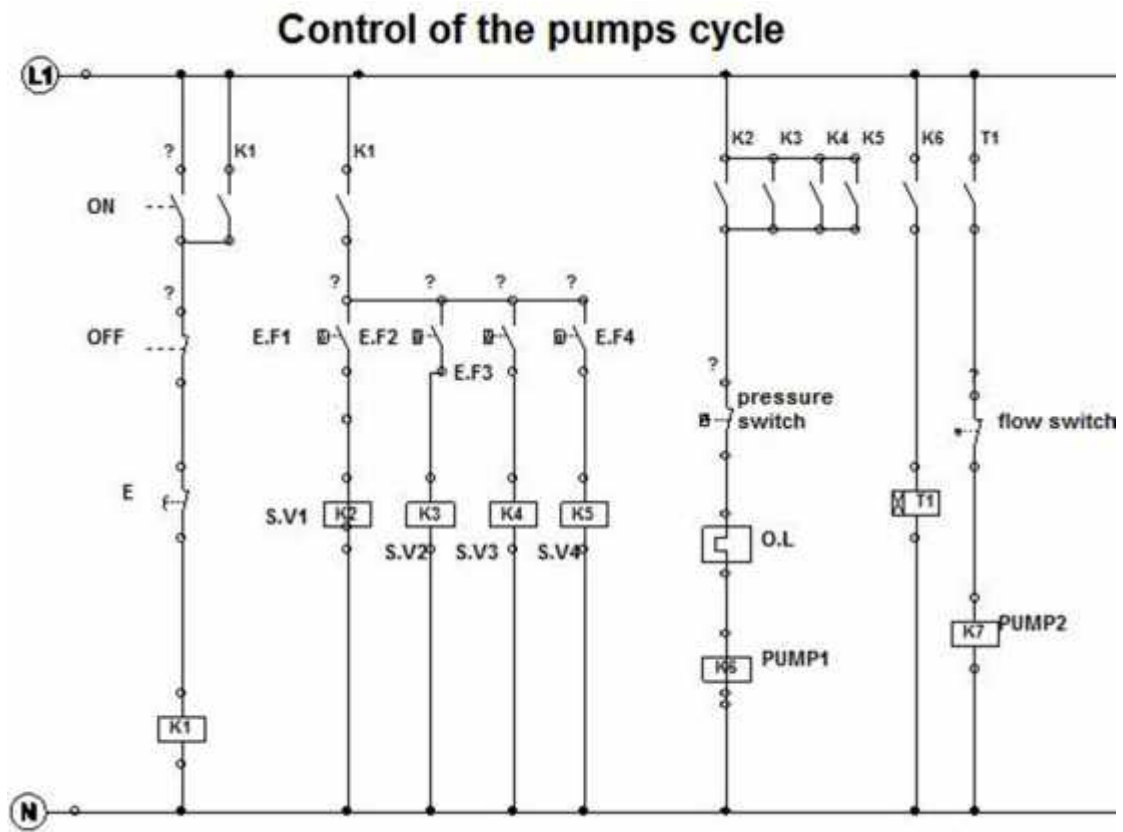 Control of the pumps cycle
L1
K2 K3 K4 K5 K6 T1
? K1 K1
ON
? ? ? ? ?
OFF E.F1 E.F2 E.F4
E.F3
? ?
pressure
switch
flow switch
E
S.V1 K2 K3 K4 K5 T1
O.L
S.V2 S.V3 S.V4
K7 PUMP2
K6 PUMP1
K1
N